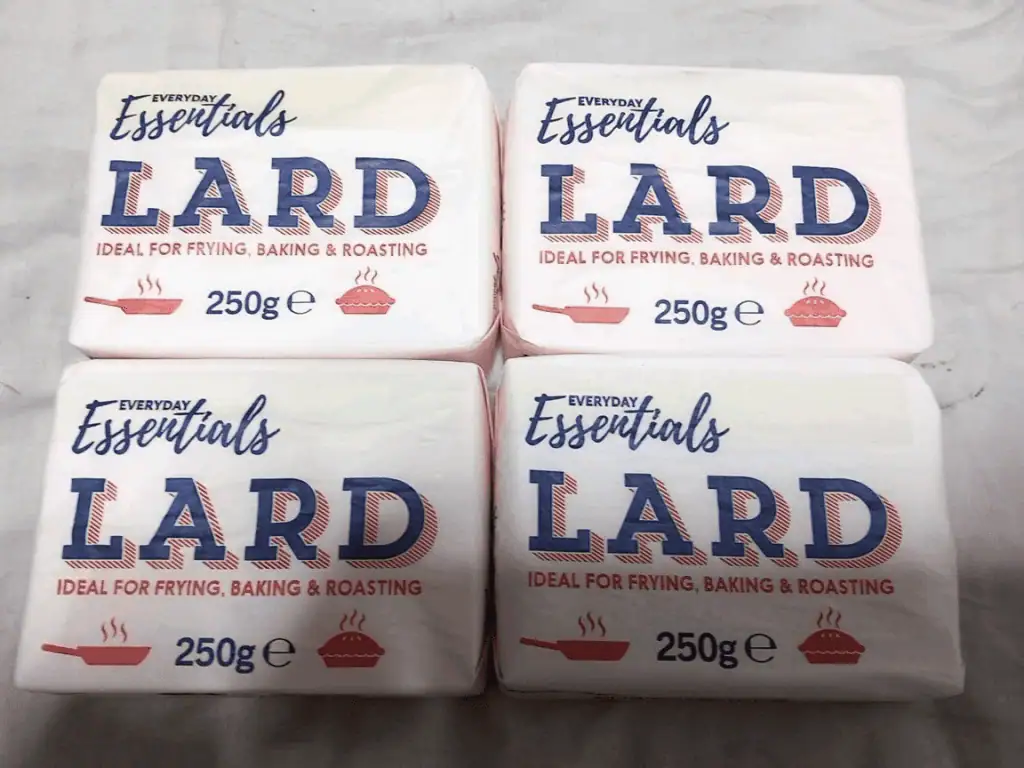 EVERYDAY
Essentials
LARD
IDEAL FOR FRYING, BAKING & ROASTING
250g ℮
EVERYDAY
Essentials
LARD
IDEAL FOR FRYING, BAKING & ROASTING
250g ℮
EVERYDAY
Essentials
LARD
IDEAL FOR FRYING, BAKING & ROASTING
250g ℮
EVERYDAY
Essentials
LARD
IDEAL FOR FRYING, BAKING & ROASTING
250g ℮